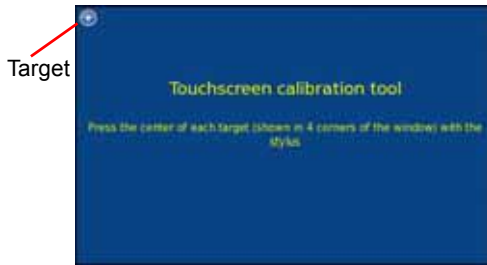 Target
Touchscreen calibration tool
Press the center of each target (shown in 4 corners of the window) with the
stylus